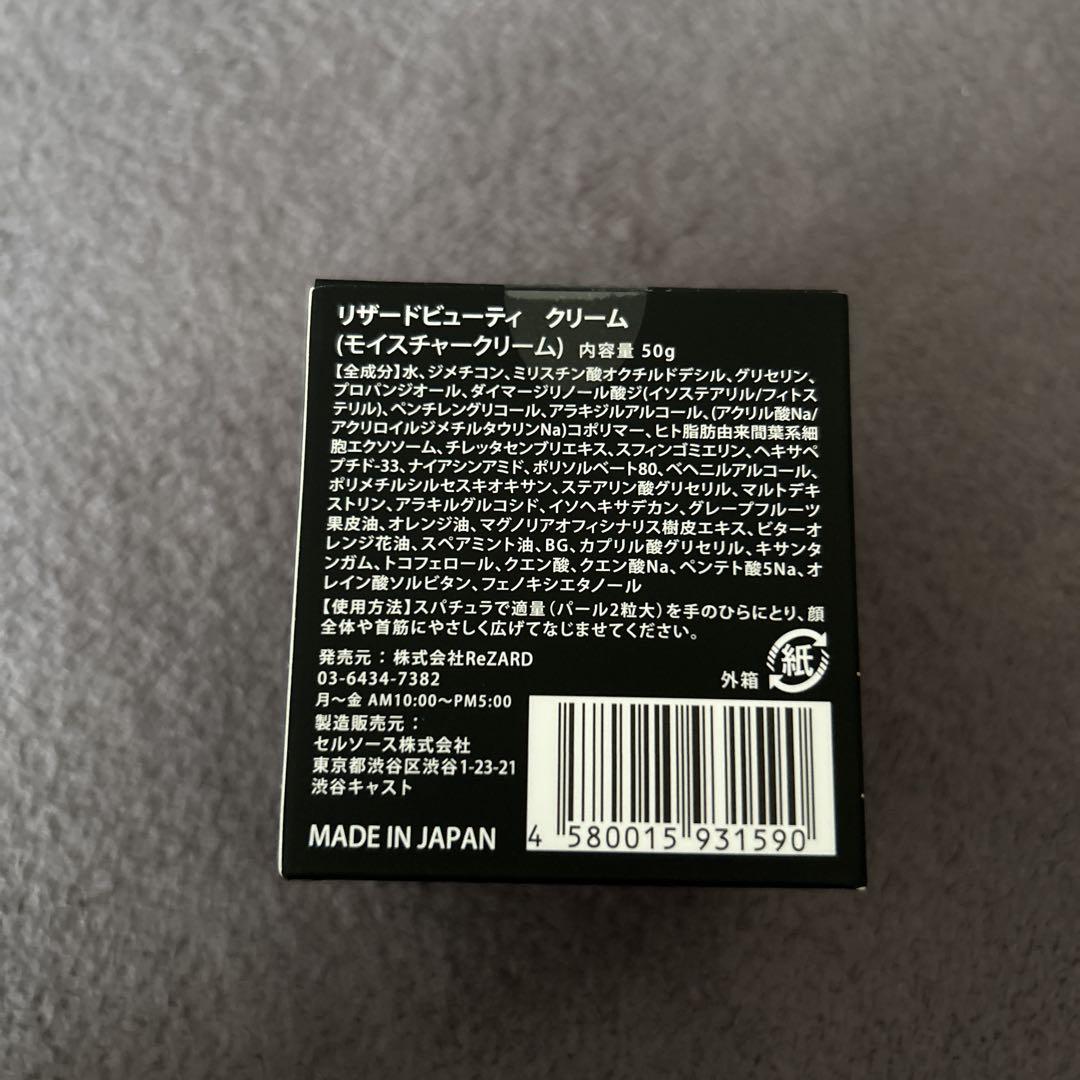 リザードビューティ クリーム
(モイスチャークリーム) 内容量 50g
【全成分】水、ジメチコン、ミリスチン酸オクチルドデシル、グリセリン、
プロパンジオール、ダイマージリノール酸ジ(イソステアリル/フィトス
テリル)、ペンチレングリコール、アラキジルアルコール、(アクリル酸Na/
アクリロイルジメチルタウリンNa)コポリマー、ヒト脂肪由来間葉系細
胞エクソソーム、チレッタセンブリエキス、スフィンゴミエリン、ヘキサペ
プチド-33、ナイアシンアミド、ポリソルベート80、ベヘニルアルコール、
ポリメチルシルセスキオキサン、ステアリン酸グリセリル、マルトデキ
ストリン、アラキルグルコシド、イソヘキサデカン、グレープフルーツ
果皮油、オレンジ油、マグノリアオフィシナリス樹皮エキス、ビターオ
レンジ花油、スペアミント油、BG、カプリル酸グリセリル、キサンタ
ンガム、トコフェロール、クエン酸、クエン酸Na、ペンテト酸5Na、オ
レイン酸ソルビタン、フェノキシエタノール
【使用方法】スパチュラで適量(パール2粒大)を手のひらにとり、顔
全体や首筋にやさしく広げてなじませてください。
発売元：株式会社ReZARD
03-6434-7382
月〜金 AM10:00〜PM5:00
製造販売元：
セルソース株式会社
東京都渋谷区渋谷1-23-21
渋谷キャスト
MADE IN JAPAN
外箱 紙
4 580015 931590